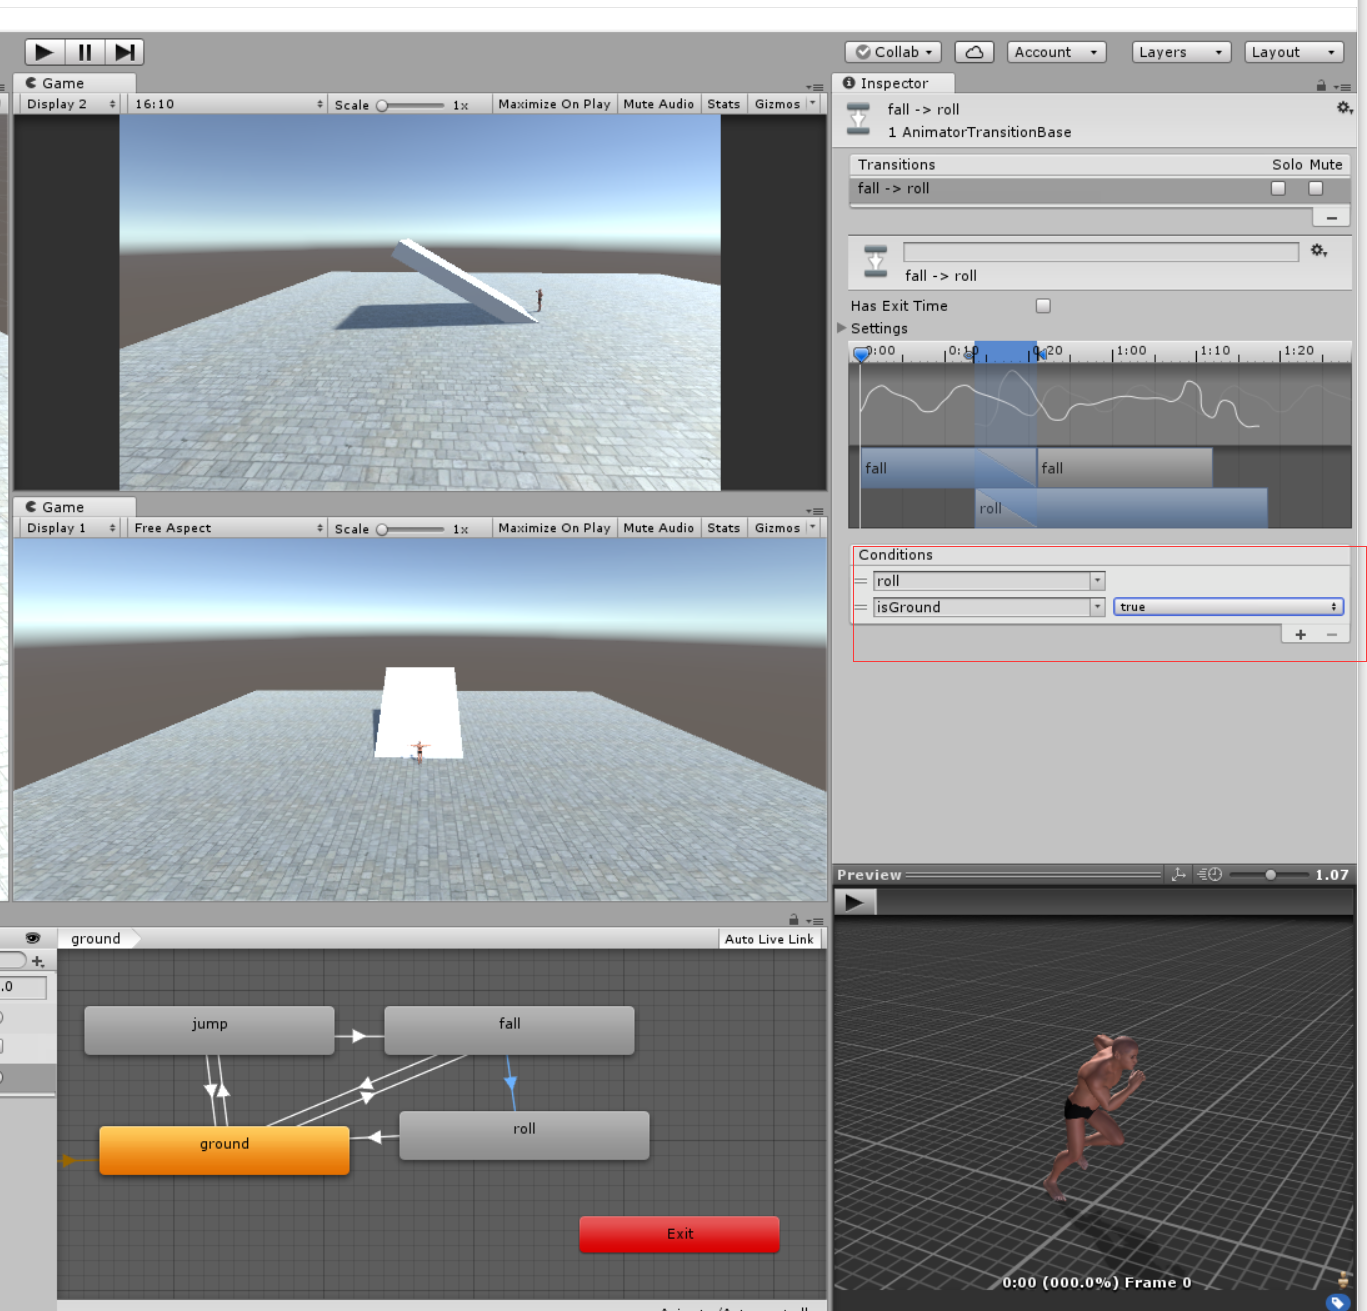 Collab
Account
Layers
Layout
Game
Display 2
16:10
Scale
1x
Maximize On Play
Mute Audio
Stats
Gizmos
Game
Display 1
Free Aspect
Scale
1x
Maximize On Play
Mute Audio
Stats
Gizmos
.0
ground
Auto Live Link
jump
fall
roll
ground
Exit
Inspector
fall -> roll
1 AnimatorTransitionBase
Transitions
Solo Mute
fall -> roll
fall -> roll
Has Exit Time
Settings
0:00
0:10
0:20
1:00
1:10
1:20
fall
fall
roll
Conditions
roll
isGround
true
Preview
1.07
0:00 (000.0%) Frame 0